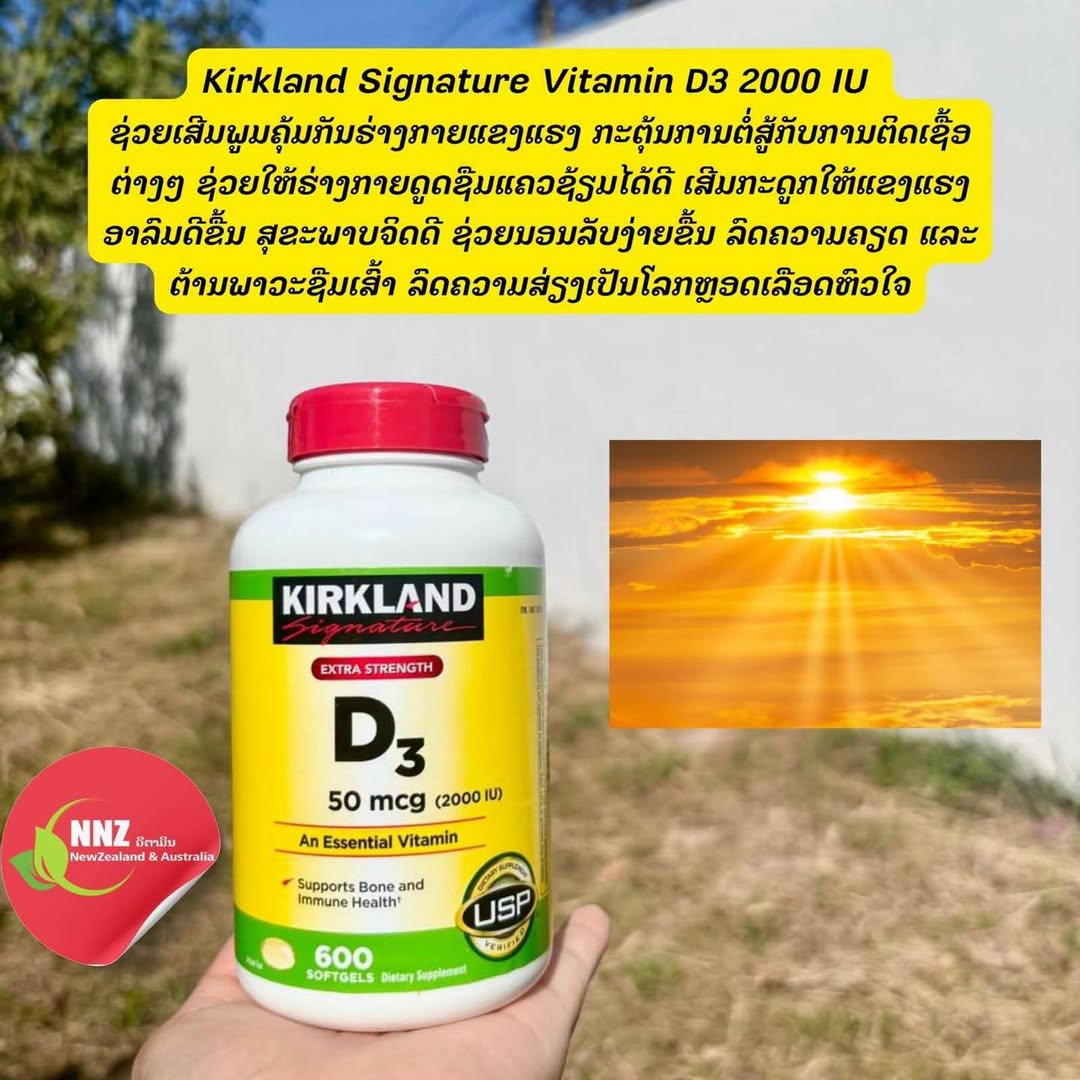 Kirkland Signature Vitamin D3 2000 IU
ຊ່ວຍເສີມພູມຄຸ້ມກັນຮ່າງກາຍແຂງແຮງ ກະຕຸ້ນການຕໍ່ສູ້ກັບການຕິດເຊື້ອ
ຕ່າງໆ ຊ່ວຍໃຫ້ຮ່າງກາຍດູດຊືມແຄວຊ້ຽມໄດ້ດີ ເສີມກະດູກໃຫ້ແຂງແຮງ
ອາລົມດີຂື້ນ ສຸຂະພາບຈິດດີ ຊ່ວຍນອນລັບງ່າຍຂື້ນ ລົດຄວາມຄຽດ ແລະ
ຕ້ານພາວະຊືມເສົ້າ ລົດຄວາມສ່ຽງເປັນໂລກຫຼອດເລືອດຫົວໃຈ
KIRKLAND
Signature
EXTRA STRENGTH
D3
50 mcg (2000 IU)
An Essential Vitamin
Supports Bone and
Immune Health†
DIETARY SUPPLEMENT
USP
VERIFIED
600
SOFTGELS Dietary Supplement
NNZ ວິຕາມິນ
NewZealand & Australia